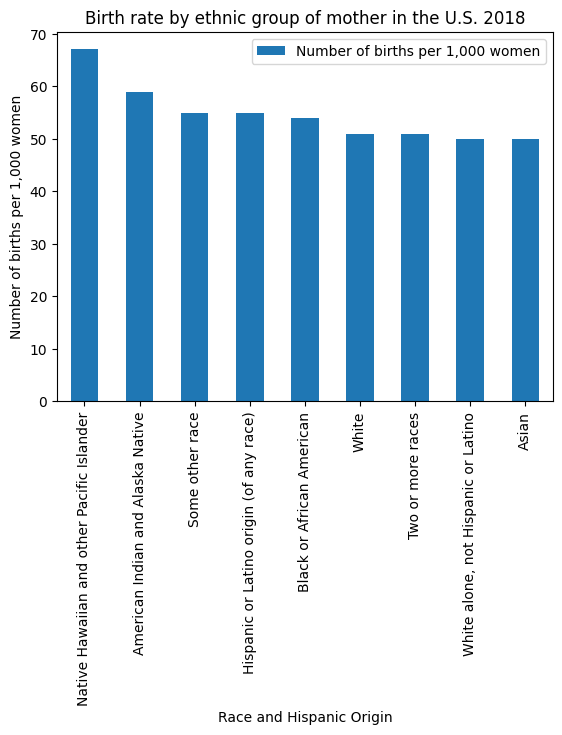 Birth rate by ethnic group of mother in the U.S. 2018
Number of births per 1,000 women
Number of births per 1,000 women
70
60
50
40
30
20
10
0
Native Hawaiian and other Pacific Islander
American Indian and Alaska Native
Some other race
Hispanic or Latino origin (of any race)
Black or African American
White
Two or more races
White alone, not Hispanic or Latino
Asian
Race and Hispanic Origin